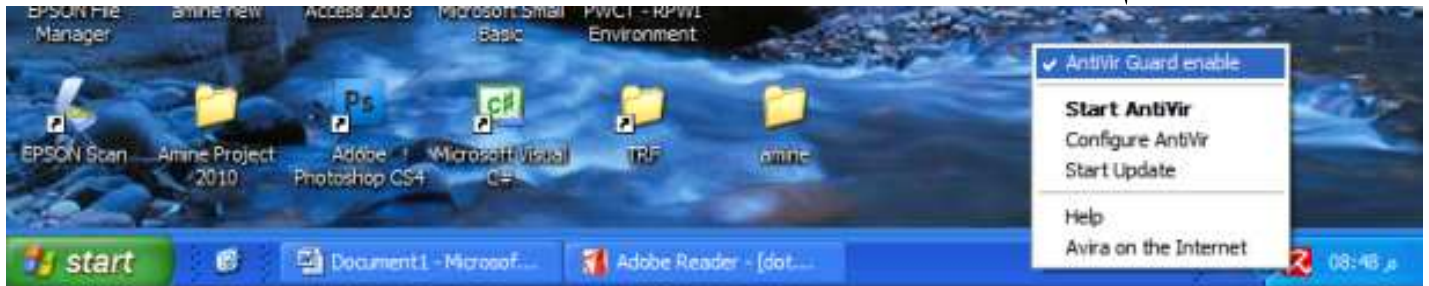 EPSON File
Manager
amine new
Access 2003
Microsoft Small
Basic
PWCT - RPWI
Environment
EPSON Scan
Amine Project
2010
Adobe
Photoshop CS4
Microsoft Visual
C#
TRF
amine
AntiVir Guard enable
Start AntiVir
Configure AntiVir
Start Update
Help
Avira on the Internet
start
Document1 - Microsof...
Adobe Reader - [dot....
08:48 م